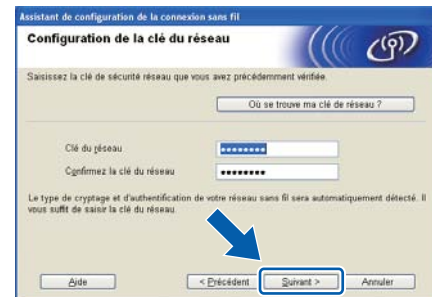 Assistant de configuration de la connexion sans fil
Configuration de la clé du réseau
Saisissez la clé de sécurité réseau que vous avez précédemment vérifiée.
Où se trouve ma clé de réseau ?
Clé du réseau
••••••••
Confirmez la clé du réseau
••••••••
Le type de cryptage et d'authentification de votre réseau sans fil sera automatiquement détecté. Il
vous suffit de saisir la clé du réseau.
Aide
< Précédent
Suivant >
Annuler